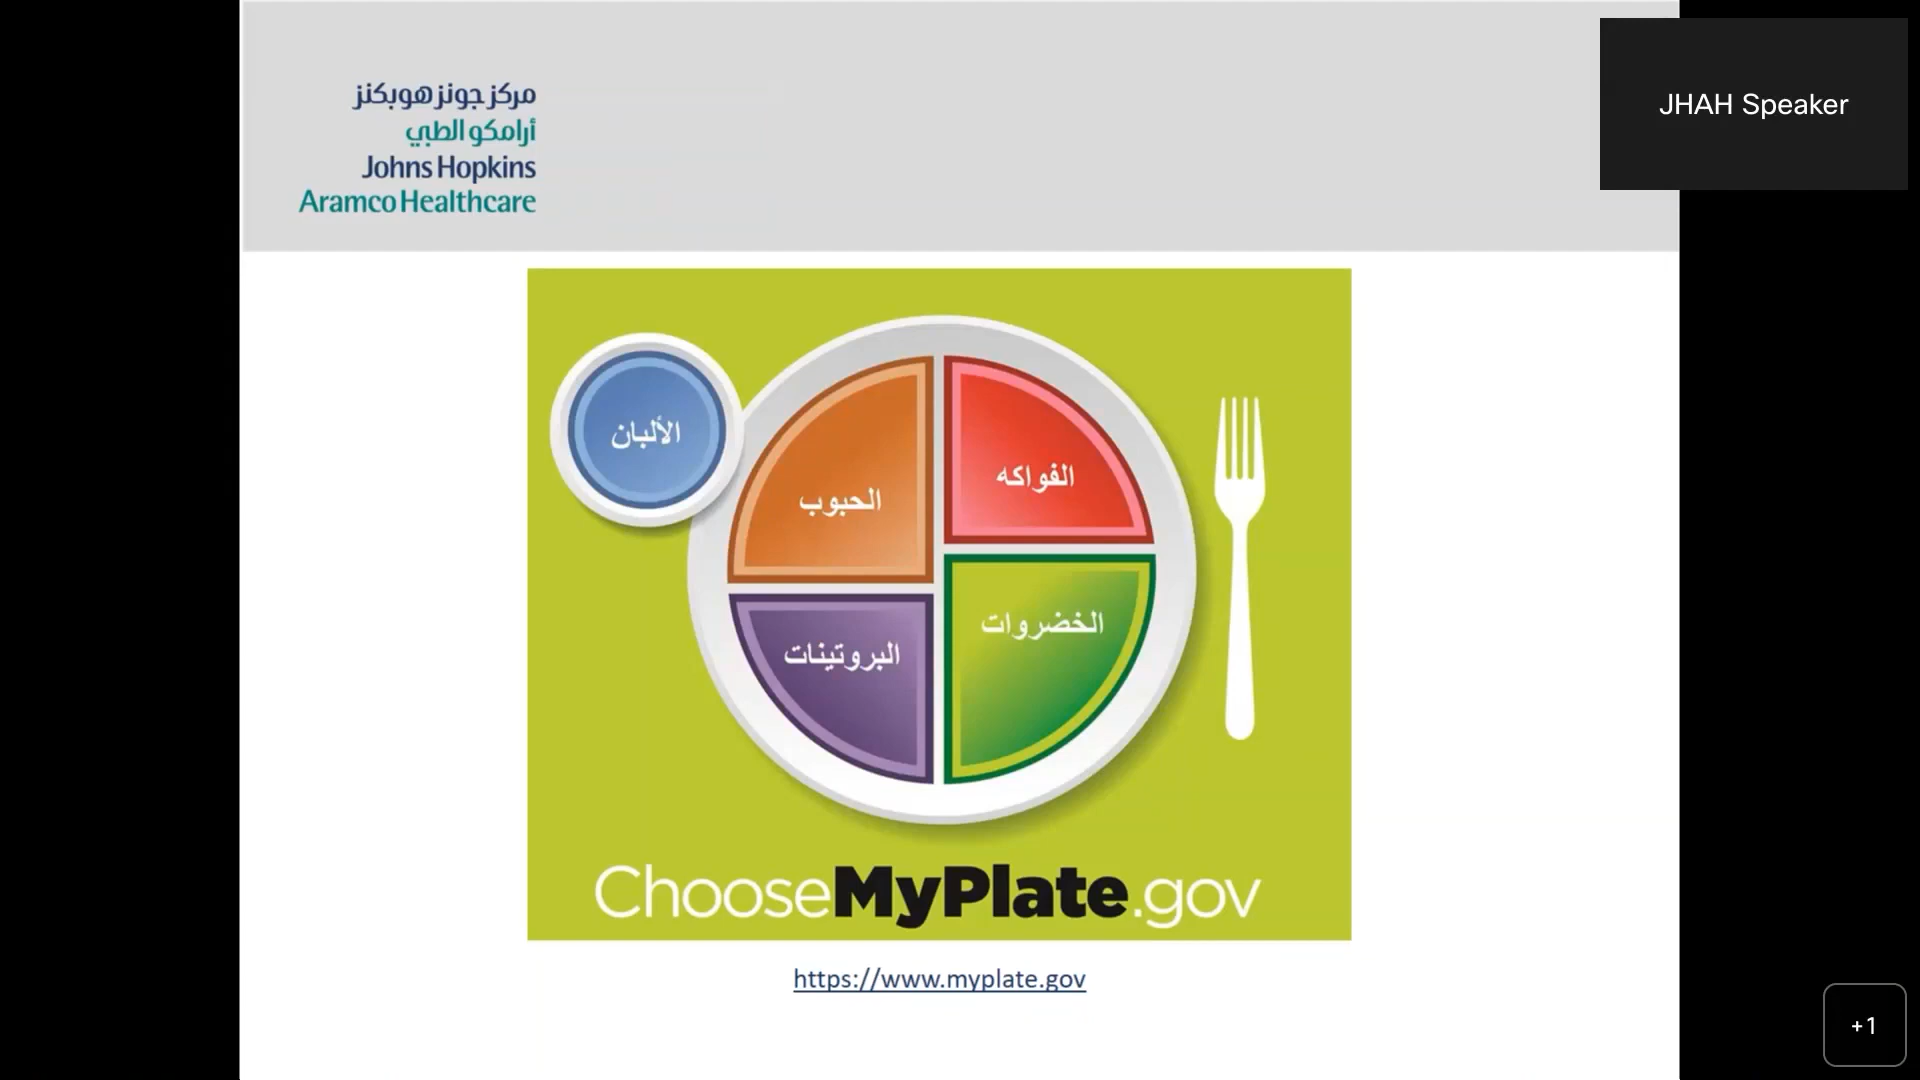 مركز جونز هوبكنز
أرامكو الطبي
Johns Hopkins
Aramco Healthcare
JHAH Speaker
الألبان
الحبوب
الفواكه
البروتينات
الخضروات
ChooseMyPlate.gov
https://www.myplate.gov
+1